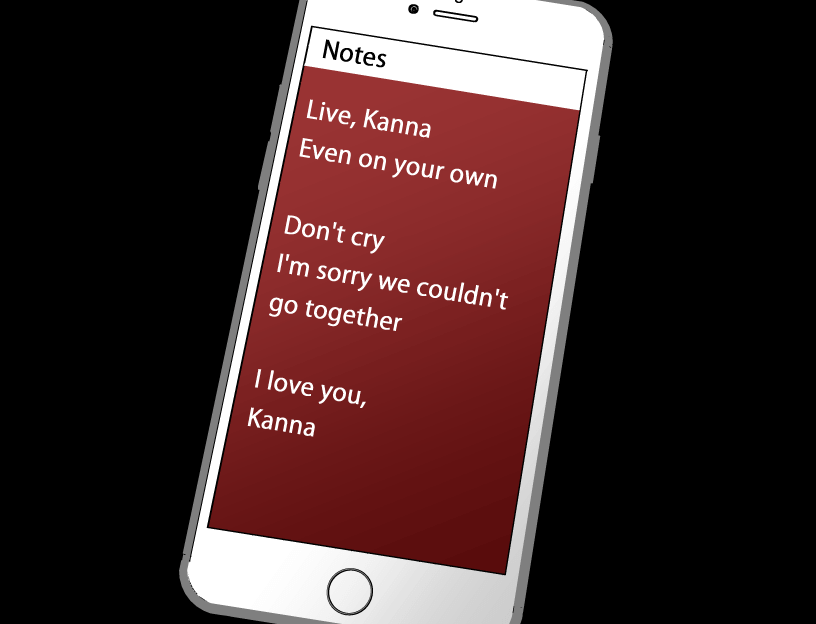 Notes
Live, Kanna
Even on your own
Don't cry
I'm sorry we couldn't
go together
I love you,
Kanna